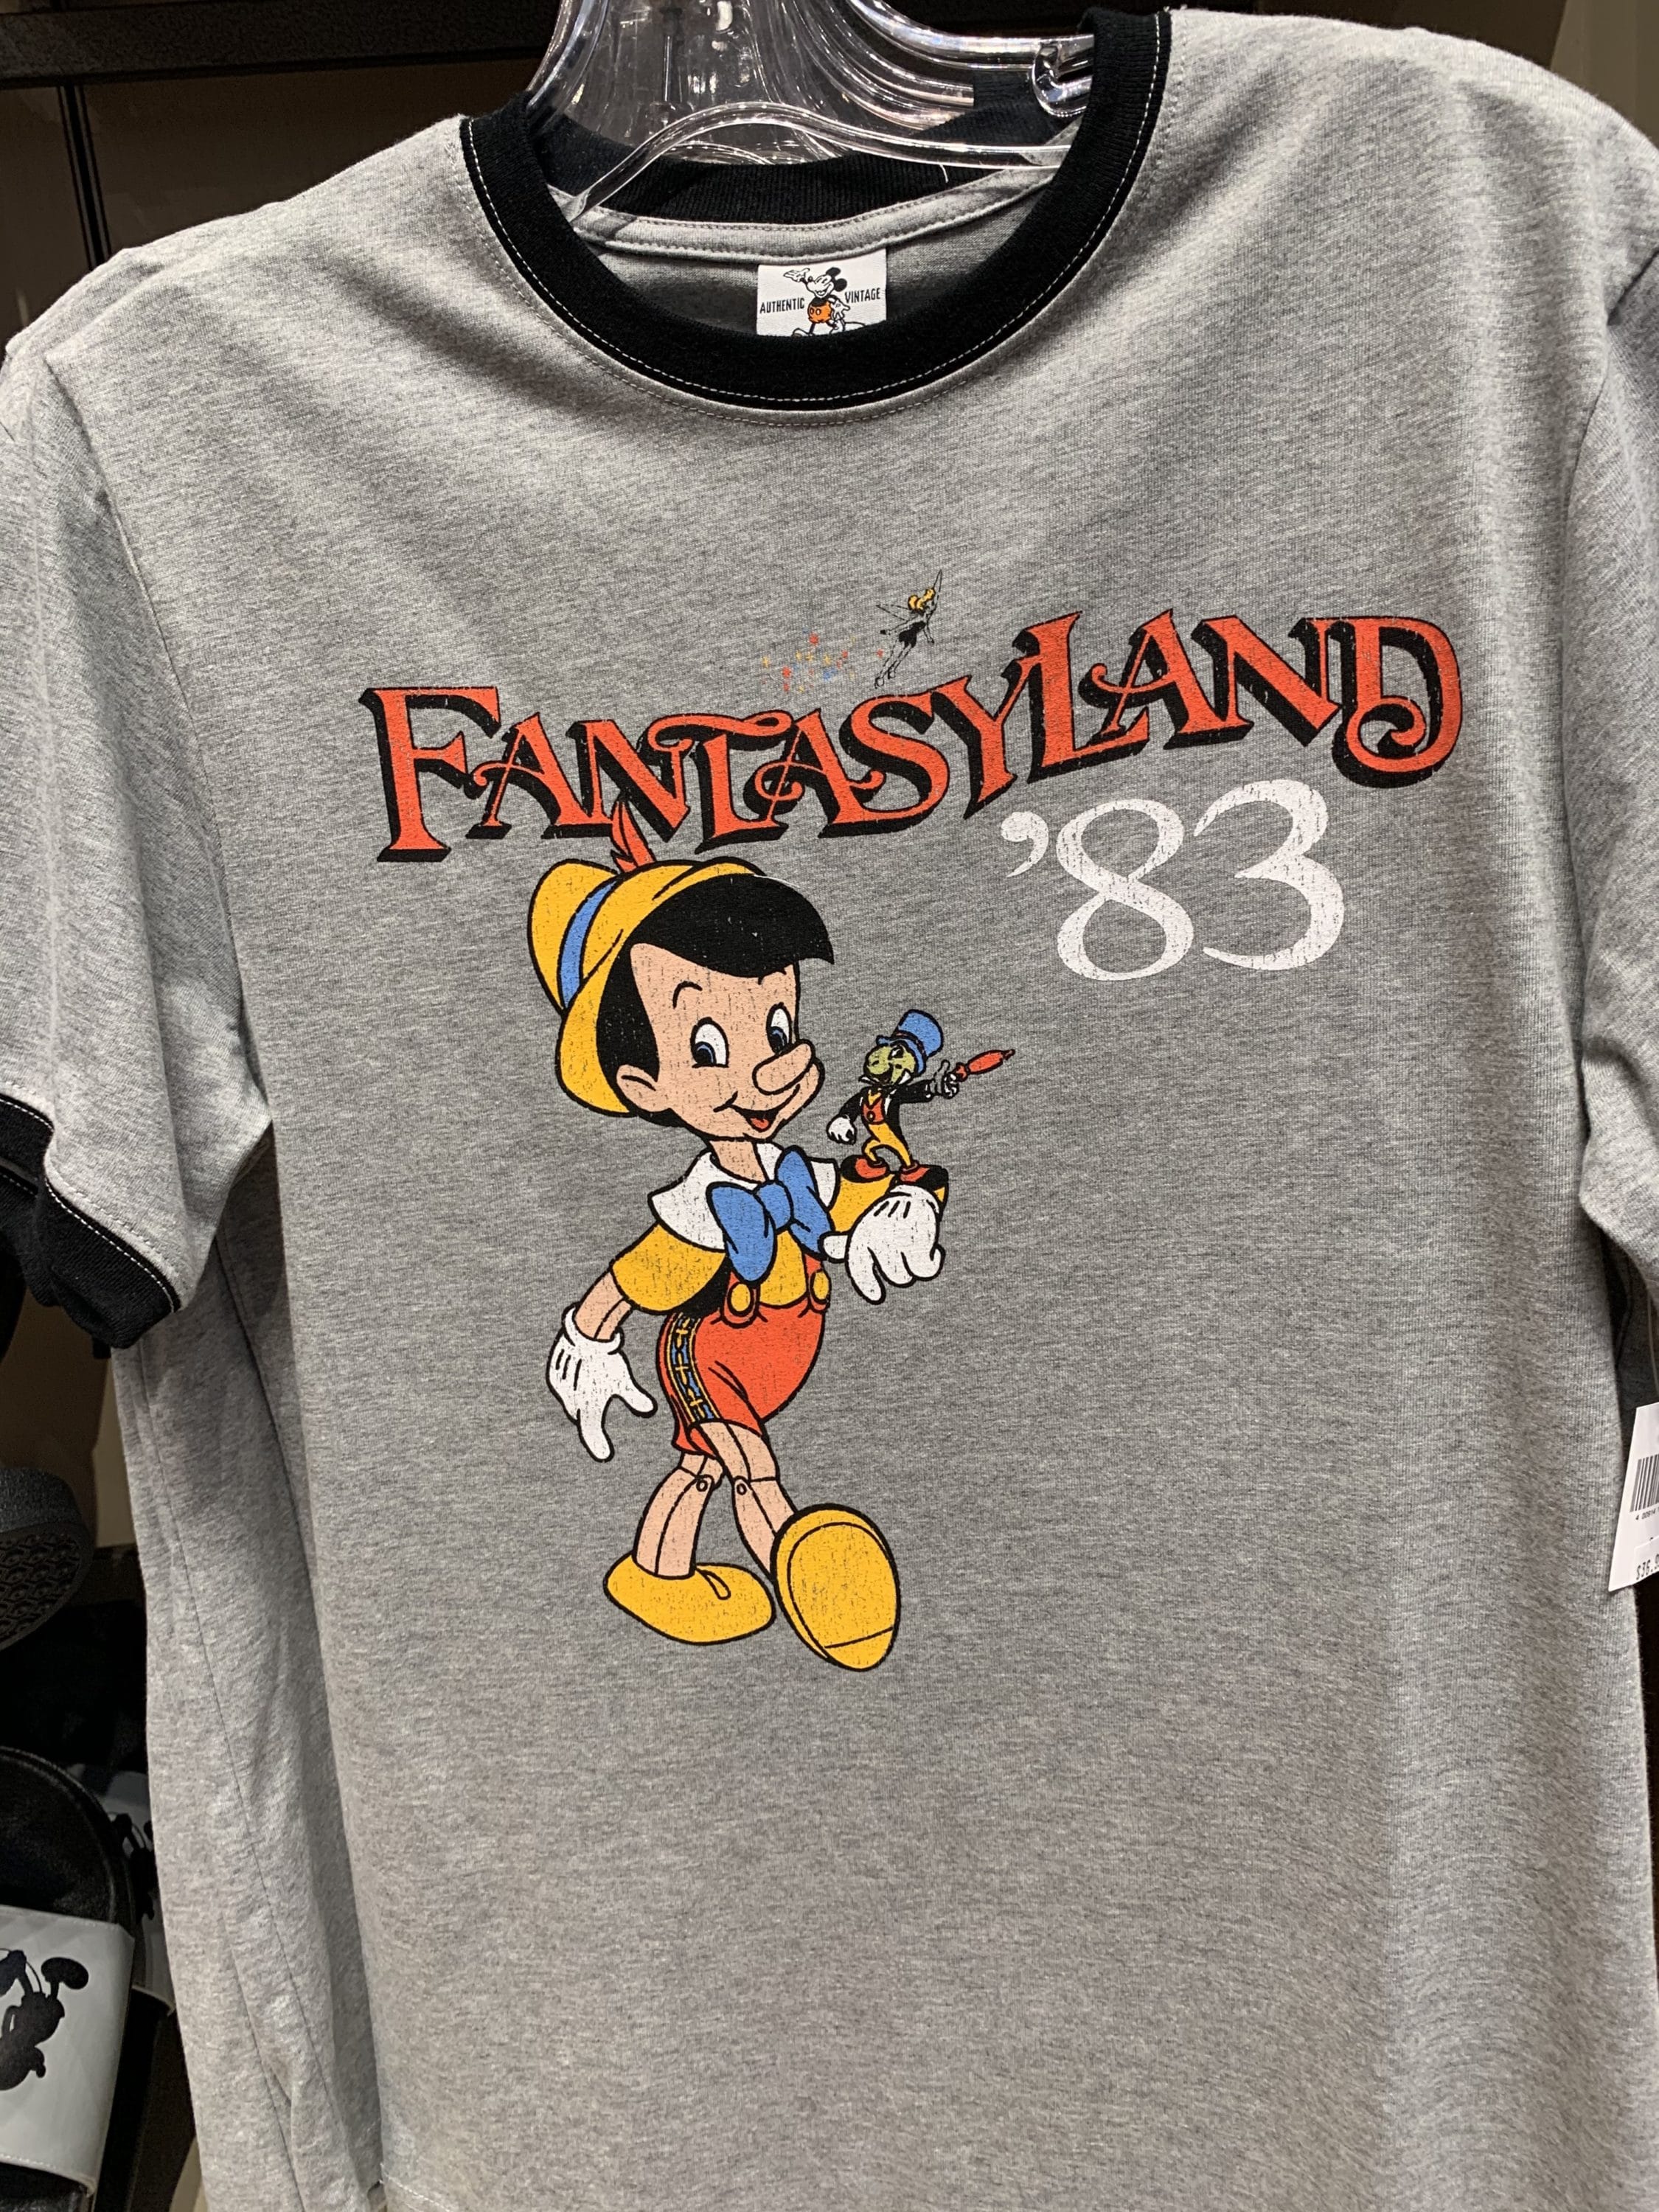 AUTHENTIC VINTAGE
FANTASYLAND
'83